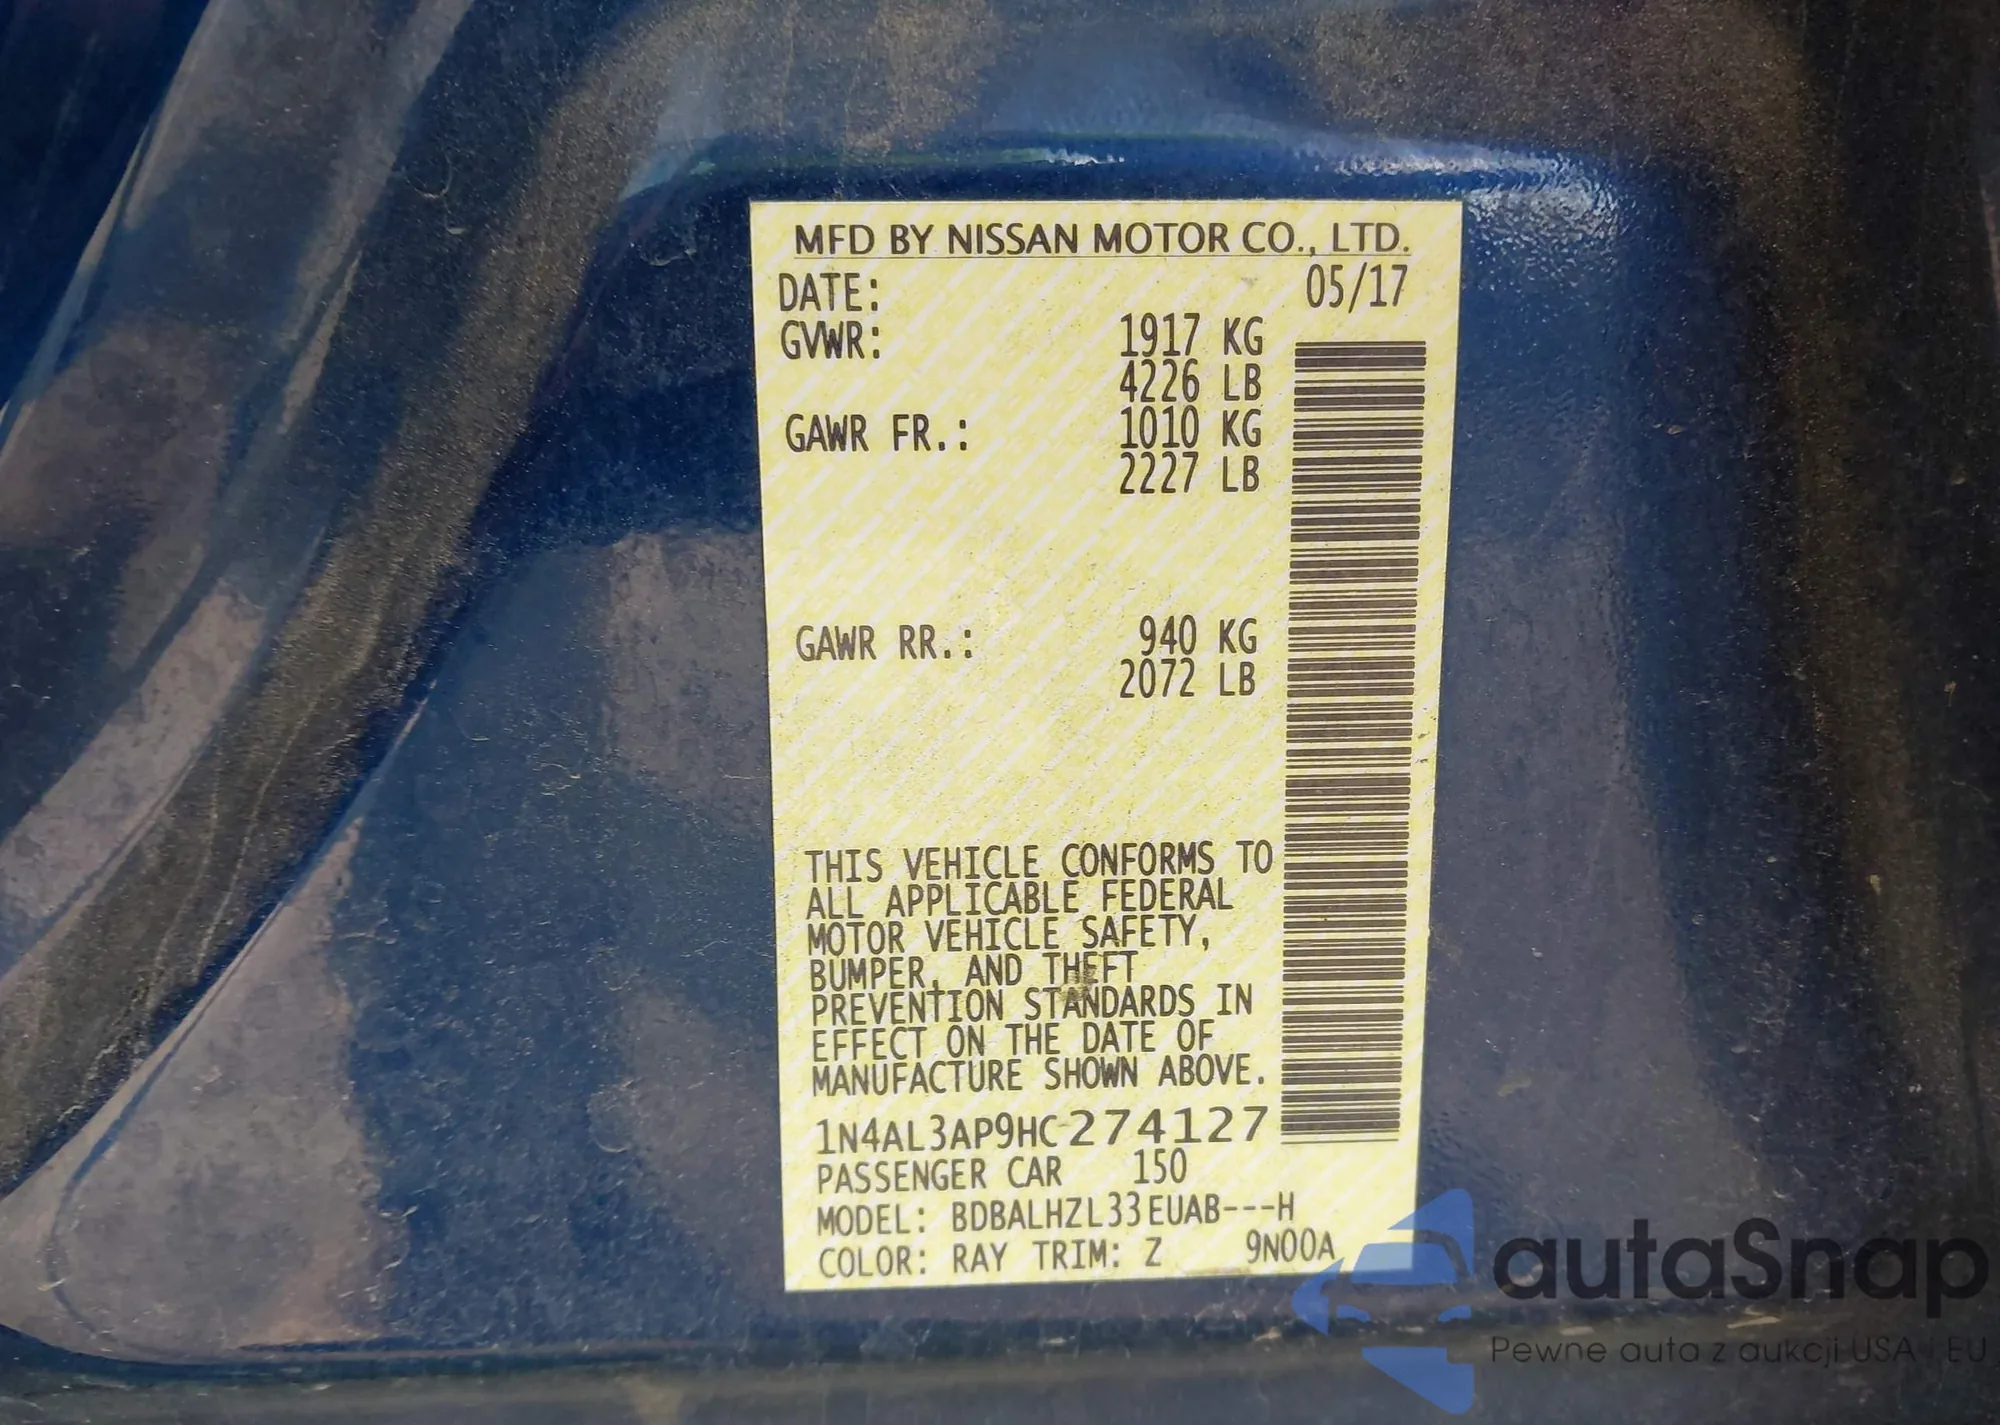 MFD BY NISSAN MOTOR CO., LTD.
DATE: 05/17
GVWR: 1917 KG
4226 LB
GAWR FR.: 1010 KG
2227 LB
GAWR RR.: 940 KG
2072 LB
THIS VEHICLE CONFORMS TO
ALL APPLICABLE FEDERAL
MOTOR VEHICLE SAFETY,
BUMPER, AND THEFT
PREVENTION STANDARDS IN
EFFECT ON THE DATE OF
MANUFACTURE SHOWN ABOVE.
1N4AL3AP9HC274127
PASSENGER CAR 150
MODEL: BDBALHZL33EUAB---H
COLOR: RAY TRIM: Z 9N00A
autaSnap
Pewne auta z aukcji USA i EU